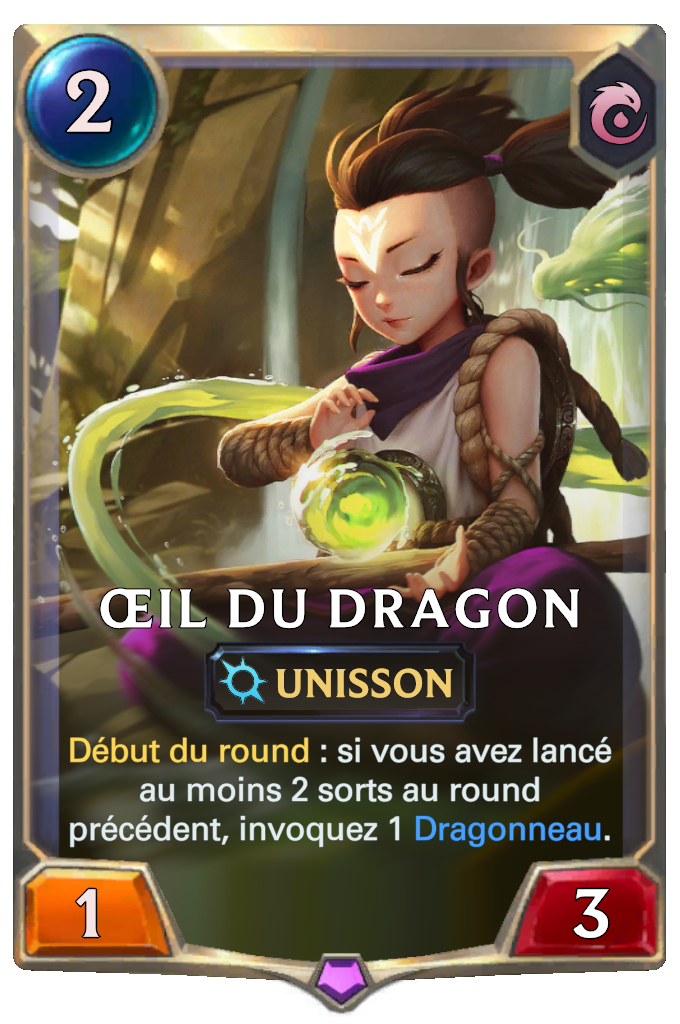 2
ŒIL DU DRAGON
UNISSON
Début du round : si vous avez lancé
au moins 2 sorts au round
précédent, invoquez 1 Dragonneau.
1
3